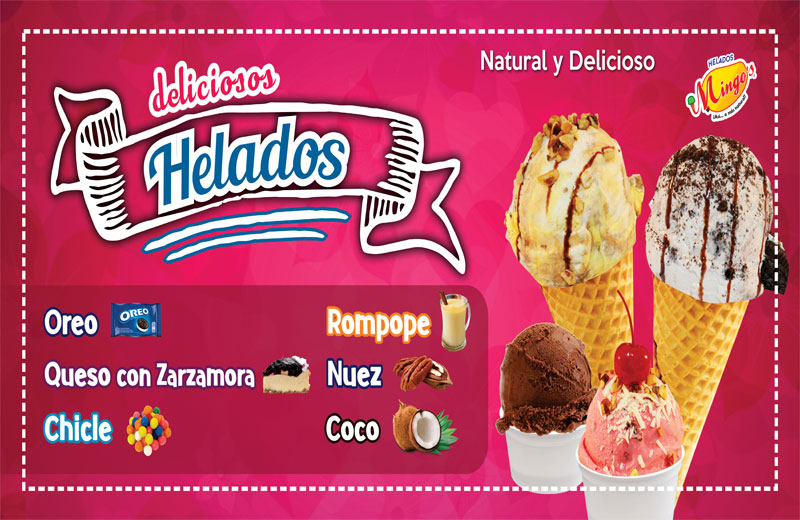 deliciosos
Helados
Natural y Delicioso
HELADOS
Mingo's
Oreo
OREO
Rompope
Queso con Zarzamora
Nuez
Chicle
Coco